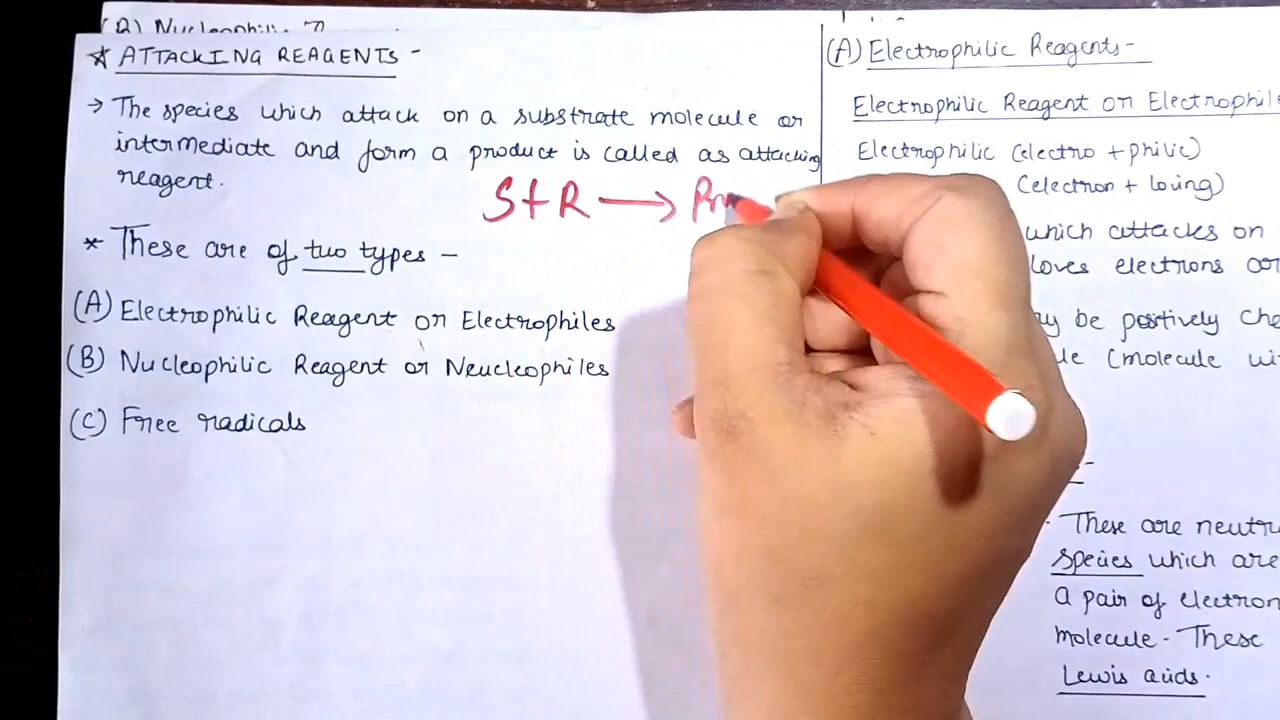 ★ ATTACKING REAGENTS -
→ The species which attack on a substrate molecule or
intermediate and form a product is called as attacking
reagent.
S + R ⟶ Pr
* These are of two types -
(A) Electrophilic Reagent or Electrophiles
(B) Nucleophilic Reagent or Neucleophiles
(C) Free radicals
(A) Electrophilic Reagents -
Electrophilic Reagent or Electrophile
Electrophilic (electro + philic)
(electron + loving)
which attacks on
loves electrons or
be positively
(molecule
These are
species which are
a pair of electron
molecule. These
Lewis acids.